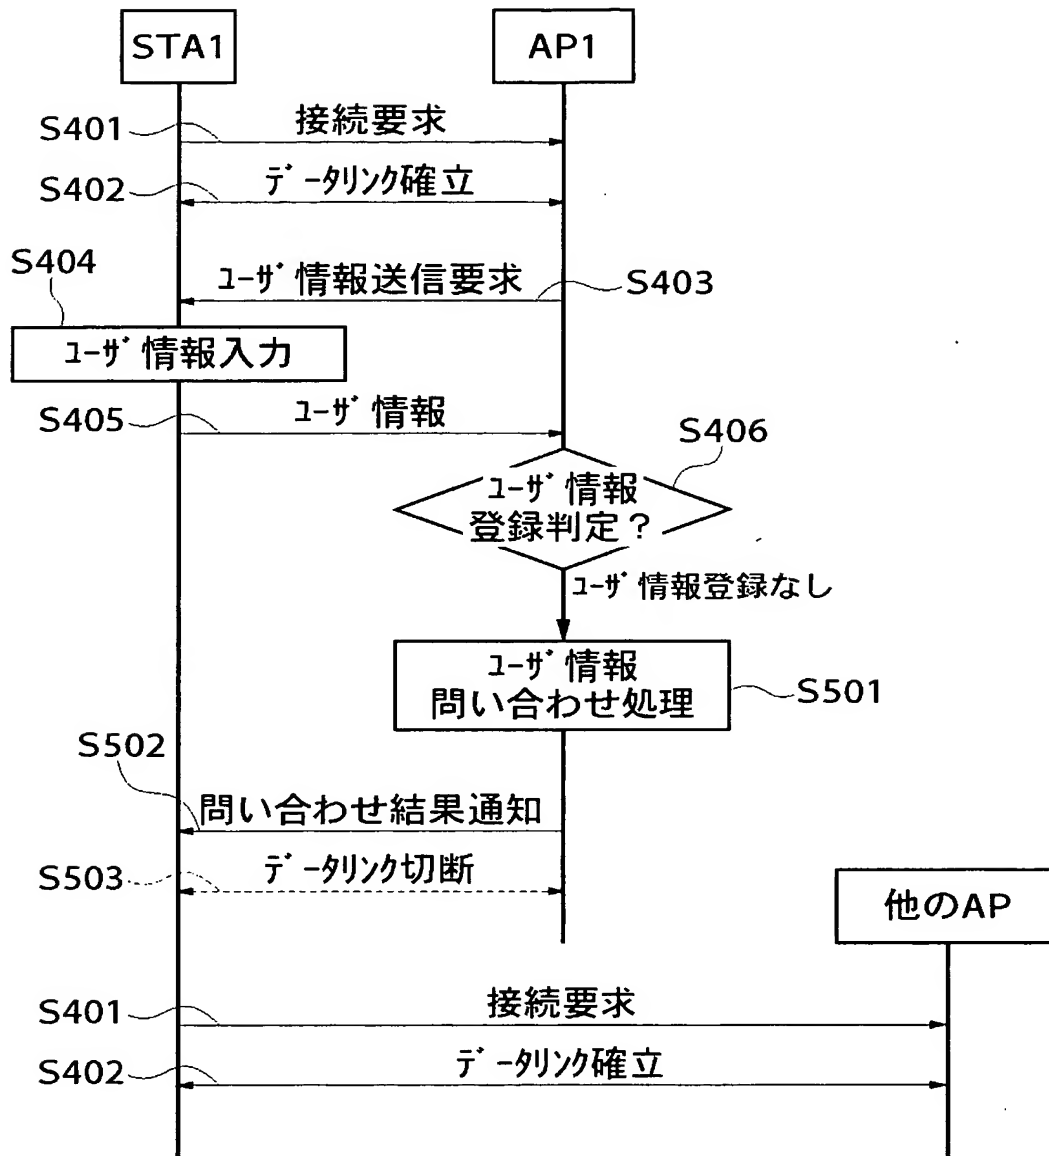 STA1
AP1
S401
接続要求
S402
ﾃﾞｰﾀﾘﾝｸ確立
S404
ﾕｰｻﾞ情報送信要求
S403
ﾕｰｻﾞ情報入力
S405
ﾕｰｻﾞ情報
S406
ﾕｰｻﾞ情報
登録判定？
ﾕｰｻﾞ情報登録なし
ﾕｰｻﾞ情報
問い合わせ処理
S501
S502
問い合わせ結果通知
S503
ﾃﾞｰﾀﾘﾝｸ切断
他のAP
S401
接続要求
S402
ﾃﾞｰﾀﾘﾝｸ確立